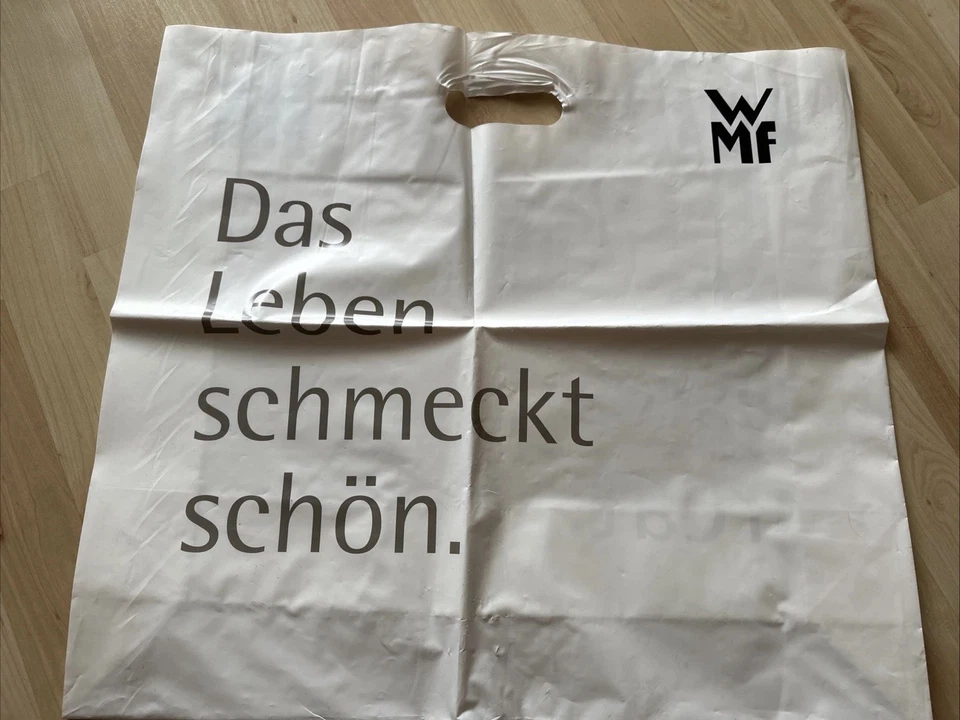 WMF
Das
Leben
schmeckt
schön.